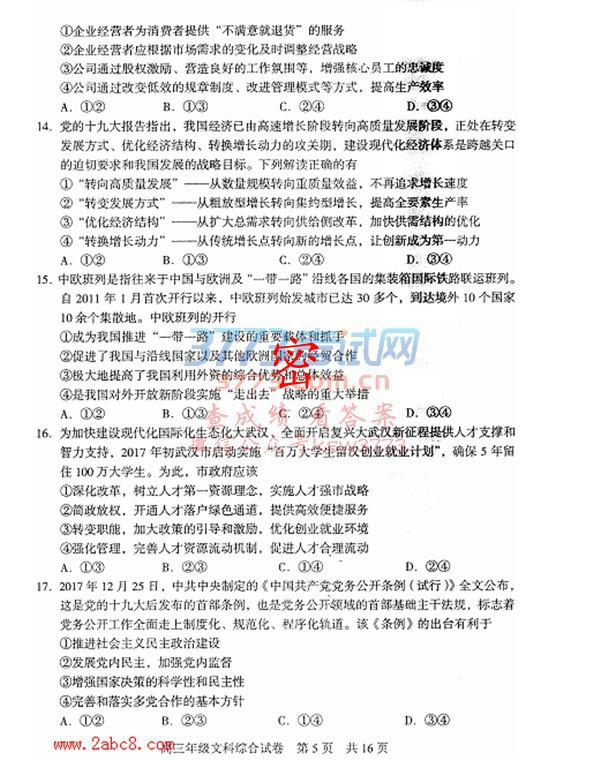 ①企业经营者为消费者提供“不满意就退货”的服务
②企业经营者应根据市场需求的变化及时调整经营战略
③公司通过股权激励、营造良好的工作氛围等，增强核心员工的忠诚度
④公司通过改变低效的规章制度、改进管理模式等方式，提高生产效率
A．①② B．①③ C．②④ D．③④
14．党的十九大报告指出，我国经济已由高速增长阶段转向高质量发展阶段，正处在转变
发展方式、优化经济结构、转换增长动力的攻关期，建设现代化经济体系是跨越关口
的迫切要求和我国发展的战略目标。下列解读正确的有
①“转向高质量发展”——从数量规模转向重质量效益，不再追求增长速度
②“转变发展方式”——从粗放型增长转向集约型增长，提高全要素生产率
③“优化经济结构”——从扩大总需求转向供给侧改革，加快供需结构的优化
④“转换增长动力”——从传统增长点转向新的增长点，让创新成为第一动力
A．①② B．①③ C．②④ D．③④
15．中欧班列是指往来于中国与欧洲及“一带一路”沿线各国的集装箱国际铁路联运班列。
自 2011 年 1 月首次开行以来，中欧班列始发城市已达 30 多个，到达境外 10 个国家
10 余个集散地。中欧班列的开行
①成为我国推进“一带一路”建设的重要载体和抓手
②促进了我国与沿线国家以及其他欧洲国家的经贸合作
③极大地提高了我国利用外资的综合优势和总体效益
④是我国对外开放新阶段实施“走出去”战略的重大举措
A．①② B．①③ C．②④ D．③④
16．为加快建设现代化国际化生态化大武汉，全面开启复兴大武汉新征程提供人才支撑和
智力支持，2017 年初武汉市启动实施“百万大学生留汉创业就业计划”，确保 5 年留
住 100 万大学生。为此，市政府应该
①深化改革，树立人才第一资源理念，实施人才强市战略
②简政放权，开通人才落户绿色通道，提供高效便捷服务
③转变职能，加大政策的引导和激励，优化创业就业环境
④强化管理，完善人才资源流动机制，促进人才合理流动
A．①③ B．①④ C．②③ D．②④
17．2017 年 12 月 25 日，中共中央制定的《中国共产党党务公开条例（试行）》全文公布，
这是党的十九大后发布的首部条例，也是党务公开领域的首部基础主干法规，标志着
党务公开工作全面走上制度化、规范化、程序化轨道。该《条例》的出台有利于
①推进社会主义民主政治建设
②发展党内民主，加强党内监督
③增强国家决策的科学性和民主性
④完善和落实多党合作的基本方针
A．①② B．②③ C．①④ D．③④
高三年级文科综合试卷 第 5 页 共 16 页
www.2abc8.com
密
3773考试网
查成绩 看答案